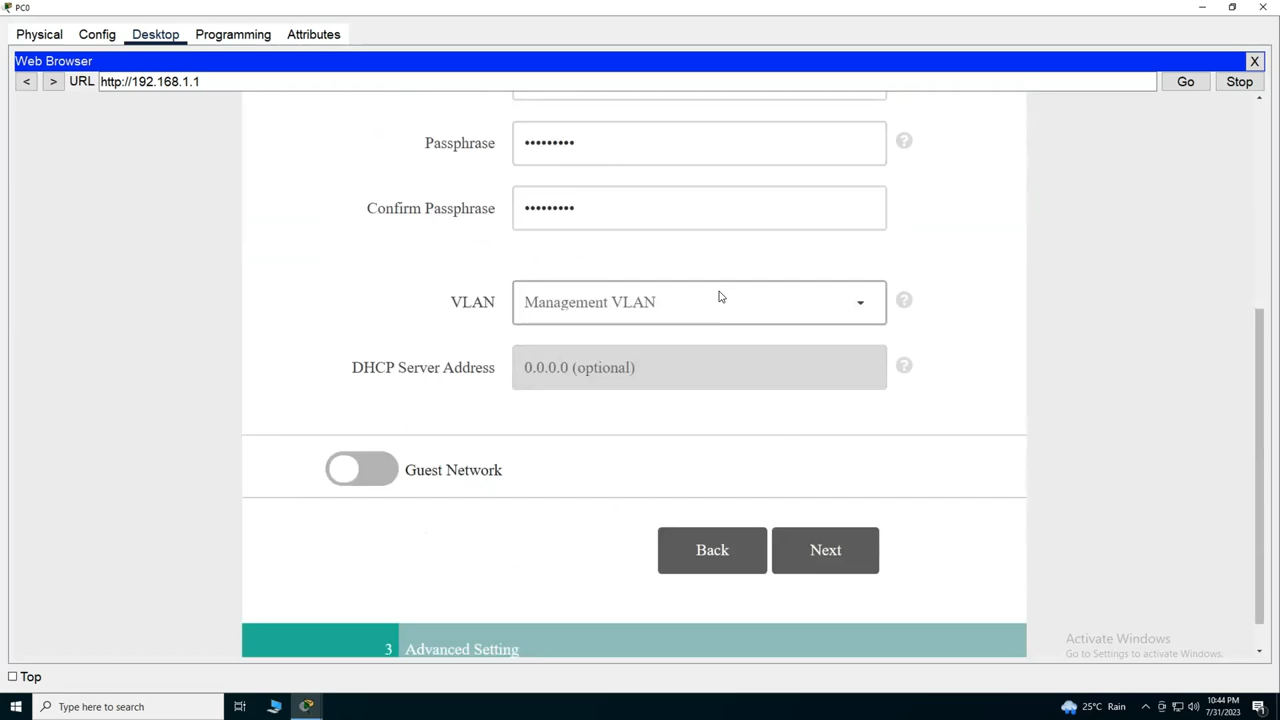 PC0
Physical Config Desktop Programming Attributes
Web Browser X
< > URL http://192.168.1.1 Go Stop
Passphrase ••••••••• ?
Confirm Passphrase •••••••••
VLAN Management VLAN ?
DHCP Server Address 0.0.0.0 (optional) ?
Guest Network
Back Next
3 Advanced Setting
Activate Windows
Go to Settings to activate Windows.
Top
Type here to search
25°C Rain
10:44 PM
7/31/2023
1